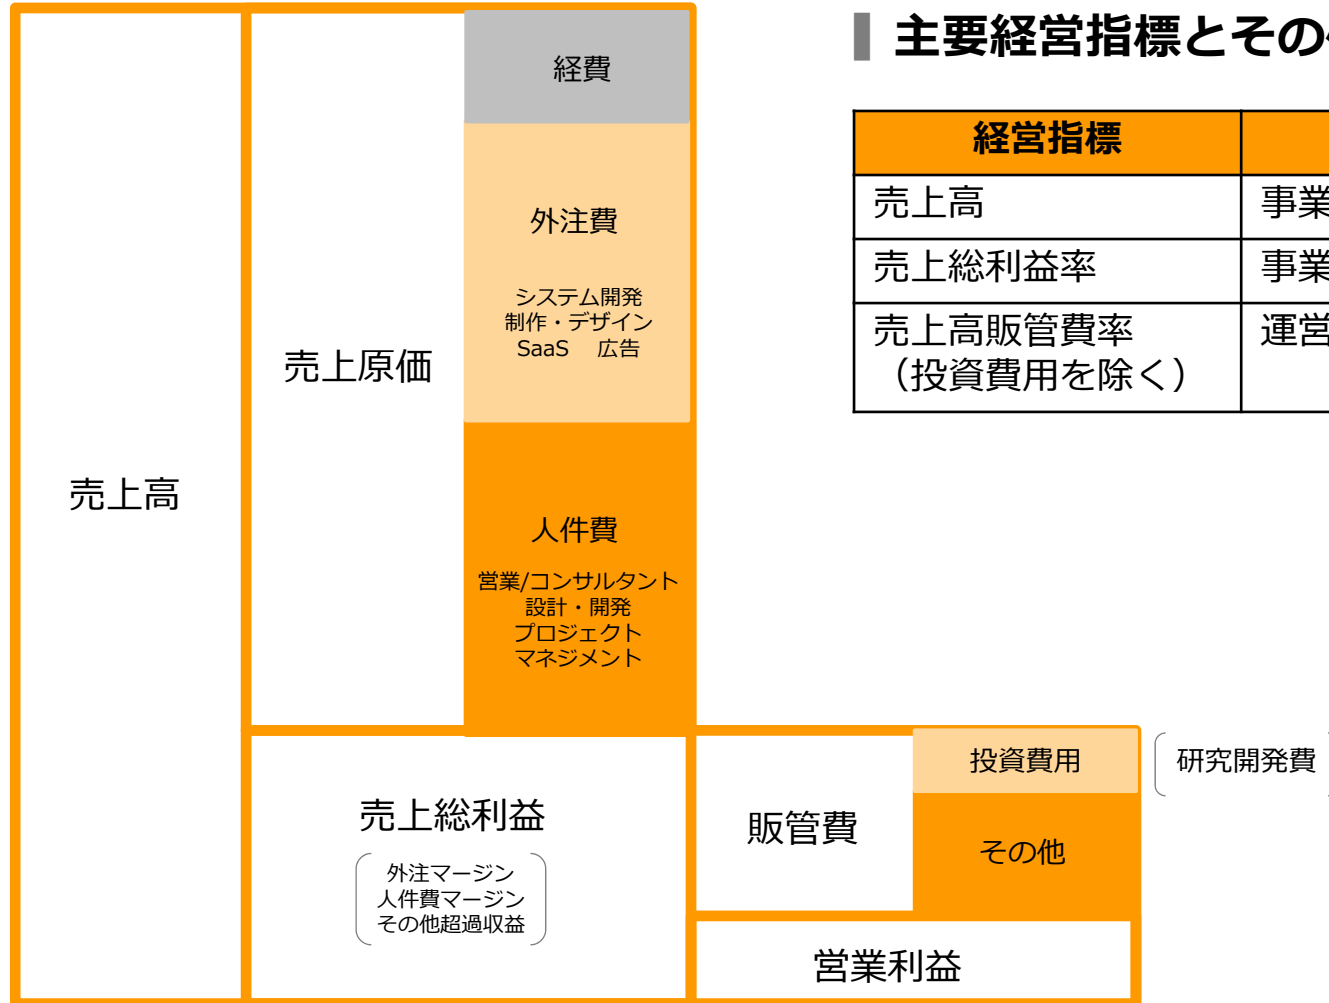 主要経営指標とその
経営指標
売上高 事業
売上総利益率 事業
売上高販管費率 運営
（投資費用を除く）
売上高
売上原価
経費
外注費
システム開発
制作・デザイン
SaaS 広告
人件費
営業/コンサルタント
設計・開発
プロジェクト
マネジメント
売上総利益
外注マージン
人件費マージン
その他超過収益
販管費
投資費用
研究開発費
その他
営業利益